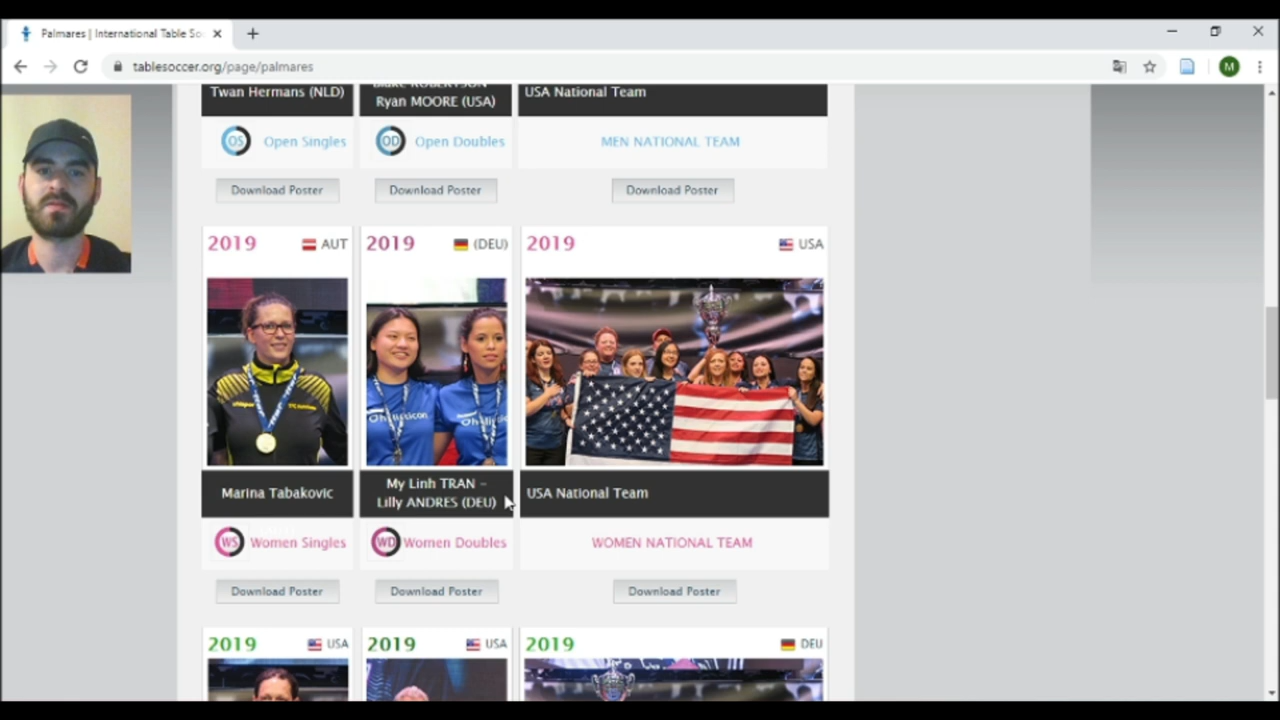 Palmares | International Table So
tablesoccer.org/page/palmares
M
Twan Hermans (NLD)
Ryan MOORE (USA)
USA National Team
OS Open Singles
OD Open Doubles
MEN NATIONAL TEAM
Download Poster
Download Poster
Download Poster
2019 AUT
2019 (DEU)
2019 USA
Marina Tabakovic
My Linh TRAN –
Lilly ANDRES (DEU)
USA National Team
WS Women Singles
WD Women Doubles
WOMEN NATIONAL TEAM
Download Poster
Download Poster
Download Poster
2019 USA
2019 USA
2019 DEU